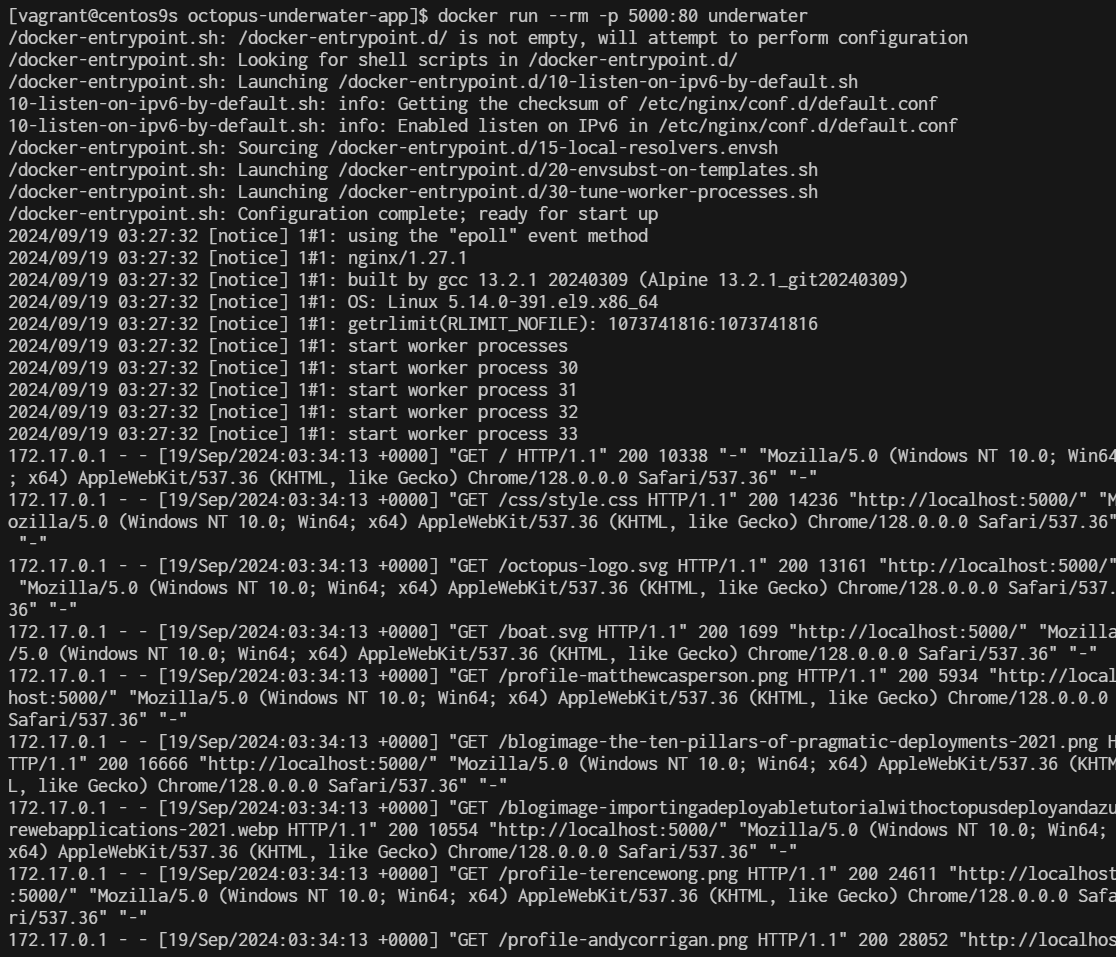 [vagrant@centos9s octopus-underwater-app]$ docker run --rm -p 5000:80 underwater
/docker-entrypoint.sh: /docker-entrypoint.d/ is not empty, will attempt to perform configuration
/docker-entrypoint.sh: Looking for shell scripts in /docker-entrypoint.d/
/docker-entrypoint.sh: Launching /docker-entrypoint.d/10-listen-on-ipv6-by-default.sh
10-listen-on-ipv6-by-default.sh: info: Getting the checksum of /etc/nginx/conf.d/default.conf
10-listen-on-ipv6-by-default.sh: info: Enabled listen on IPv6 in /etc/nginx/conf.d/default.conf
/docker-entrypoint.sh: Sourcing /docker-entrypoint.d/15-local-resolvers.envsh
/docker-entrypoint.sh: Launching /docker-entrypoint.d/20-envsubst-on-templates.sh
/docker-entrypoint.sh: Launching /docker-entrypoint.d/30-tune-worker-processes.sh
/docker-entrypoint.sh: Configuration complete; ready for start up
2024/09/19 03:27:32 [notice] 1#1: using the "epoll" event method
2024/09/19 03:27:32 [notice] 1#1: nginx/1.27.1
2024/09/19 03:27:32 [notice] 1#1: built by gcc 13.2.1 20240309 (Alpine 13.2.1_git20240309)
2024/09/19 03:27:32 [notice] 1#1: OS: Linux 5.14.0-391.el9.x86_64
2024/09/19 03:27:32 [notice] 1#1: getrlimit(RLIMIT_NOFILE): 1073741816:1073741816
2024/09/19 03:27:32 [notice] 1#1: start worker processes
2024/09/19 03:27:32 [notice] 1#1: start worker process 30
2024/09/19 03:27:32 [notice] 1#1: start worker process 31
2024/09/19 03:27:32 [notice] 1#1: start worker process 32
2024/09/19 03:27:32 [notice] 1#1: start worker process 33
172.17.0.1 - - [19/Sep/2024:03:34:13 +0000] "GET / HTTP/1.1" 200 10338 "-" "Mozilla/5.0 (Windows NT 10.0; Win64
; x64) AppleWebKit/537.36 (KHTML, like Gecko) Chrome/128.0.0.0 Safari/537.36" "-"
172.17.0.1 - - [19/Sep/2024:03:34:13 +0000] "GET /css/style.css HTTP/1.1" 200 14236 "http://localhost:5000/" "M
ozilla/5.0 (Windows NT 10.0; Win64; x64) AppleWebKit/537.36 (KHTML, like Gecko) Chrome/128.0.0.0 Safari/537.36"
"-"
172.17.0.1 - - [19/Sep/2024:03:34:13 +0000] "GET /octopus-logo.svg HTTP/1.1" 200 13161 "http://localhost:5000/"
"Mozilla/5.0 (Windows NT 10.0; Win64; x64) AppleWebKit/537.36 (KHTML, like Gecko) Chrome/128.0.0.0 Safari/537.
36" "-"
172.17.0.1 - - [19/Sep/2024:03:34:13 +0000] "GET /boat.svg HTTP/1.1" 200 1699 "http://localhost:5000/" "Mozilla
/5.0 (Windows NT 10.0; Win64; x64) AppleWebKit/537.36 (KHTML, like Gecko) Chrome/128.0.0.0 Safari/537.36" "-"
172.17.0.1 - - [19/Sep/2024:03:34:13 +0000] "GET /profile-matthewcasperson.png HTTP/1.1" 200 5934 "http://local
host:5000/" "Mozilla/5.0 (Windows NT 10.0; Win64; x64) AppleWebKit/537.36 (KHTML, like Gecko) Chrome/128.0.0.0
Safari/537.36" "-"
172.17.0.1 - - [19/Sep/2024:03:34:13 +0000] "GET /blogimage-the-ten-pillars-of-pragmatic-deployments-2021.png H
TTP/1.1" 200 16666 "http://localhost:5000/" "Mozilla/5.0 (Windows NT 10.0; Win64; x64) AppleWebKit/537.36 (KHTM
L, like Gecko) Chrome/128.0.0.0 Safari/537.36" "-"
172.17.0.1 - - [19/Sep/2024:03:34:13 +0000] "GET /blogimage-importingadeployabletutorialwithoctopusdeployandazu
rewebapplications-2021.webp HTTP/1.1" 200 10554 "http://localhost:5000/" "Mozilla/5.0 (Windows NT 10.0; Win64;
x64) AppleWebKit/537.36 (KHTML, like Gecko) Chrome/128.0.0.0 Safari/537.36" "-"
172.17.0.1 - - [19/Sep/2024:03:34:13 +0000] "GET /profile-terencewong.png HTTP/1.1" 200 24611 "http://localhost
:5000/" "Mozilla/5.0 (Windows NT 10.0; Win64; x64) AppleWebKit/537.36 (KHTML, like Gecko) Chrome/128.0.0.0 Safa
ri/537.36" "-"
172.17.0.1 - - [19/Sep/2024:03:34:13 +0000] "GET /profile-andycorrigan.png HTTP/1.1" 200 28052 "http://localhos